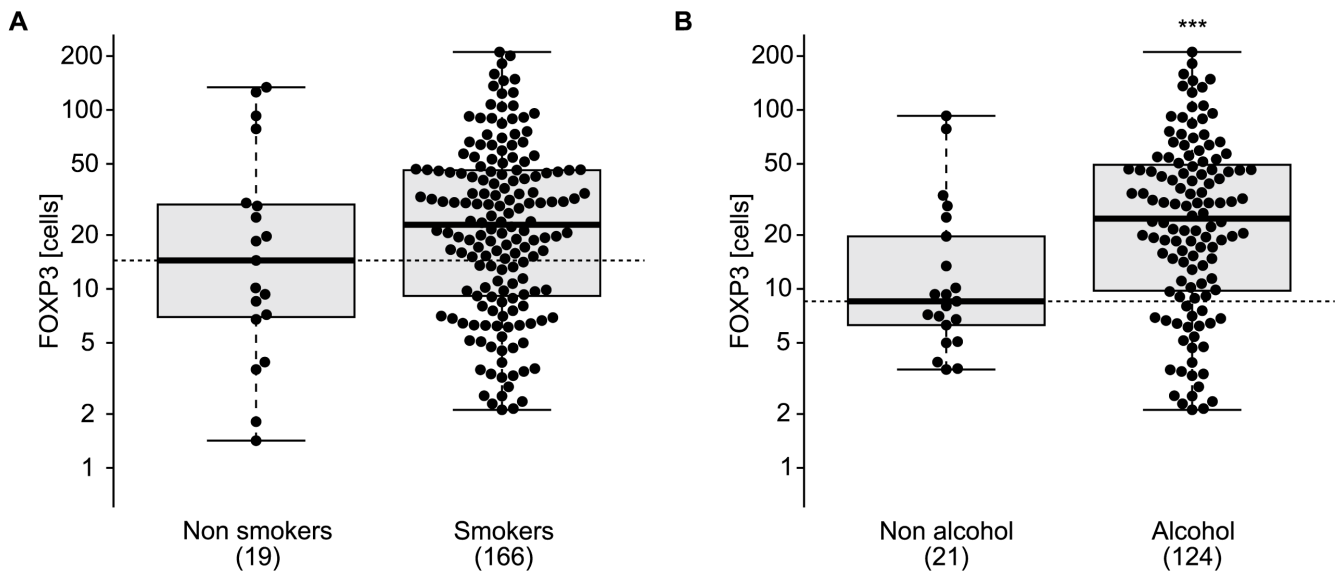 A
FOXP3 [cells]
200
100
50
20
10
5
2
1
Non smokers
(19)
Smokers
(166)
B
***
FOXP3 [cells]
200
100
50
20
10
5
2
1
Non alcohol
(21)
Alcohol
(124)